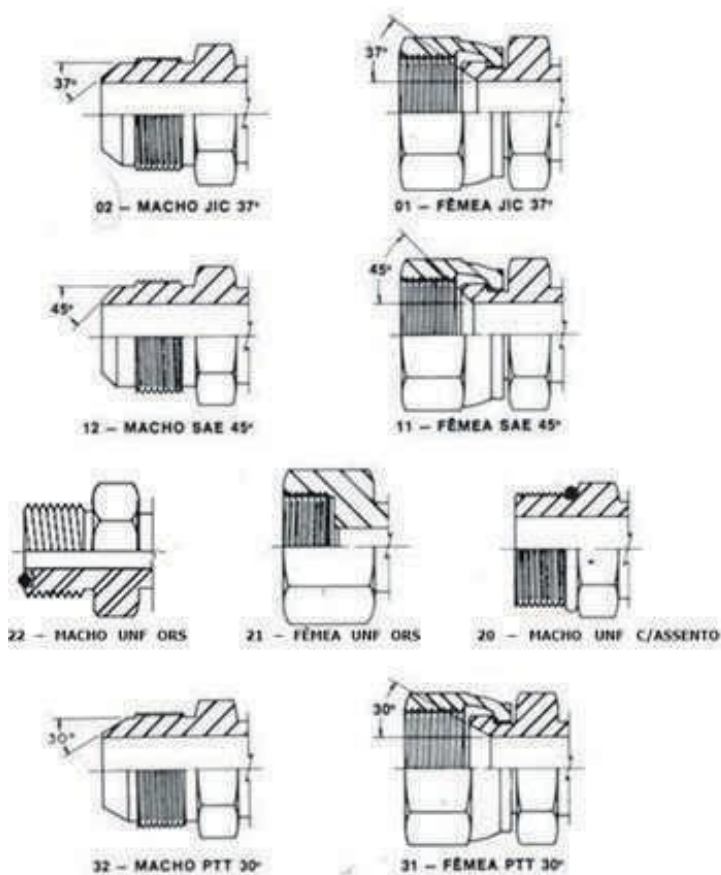 37°
37°
02 — MACHO JIC 37°
01 — FÊMEA JIC 37°
45°
45°
12 — MACHO SAE 45°
11 — FÊMEA SAE 45°
22 — MACHO UNF ORS
21 — FÊMEA UNF ORS
20 — MACHO UNF C/ASSENTO
30°
30°
32 — MACHO PTT 30°
31 — FÊMEA PTT 30°